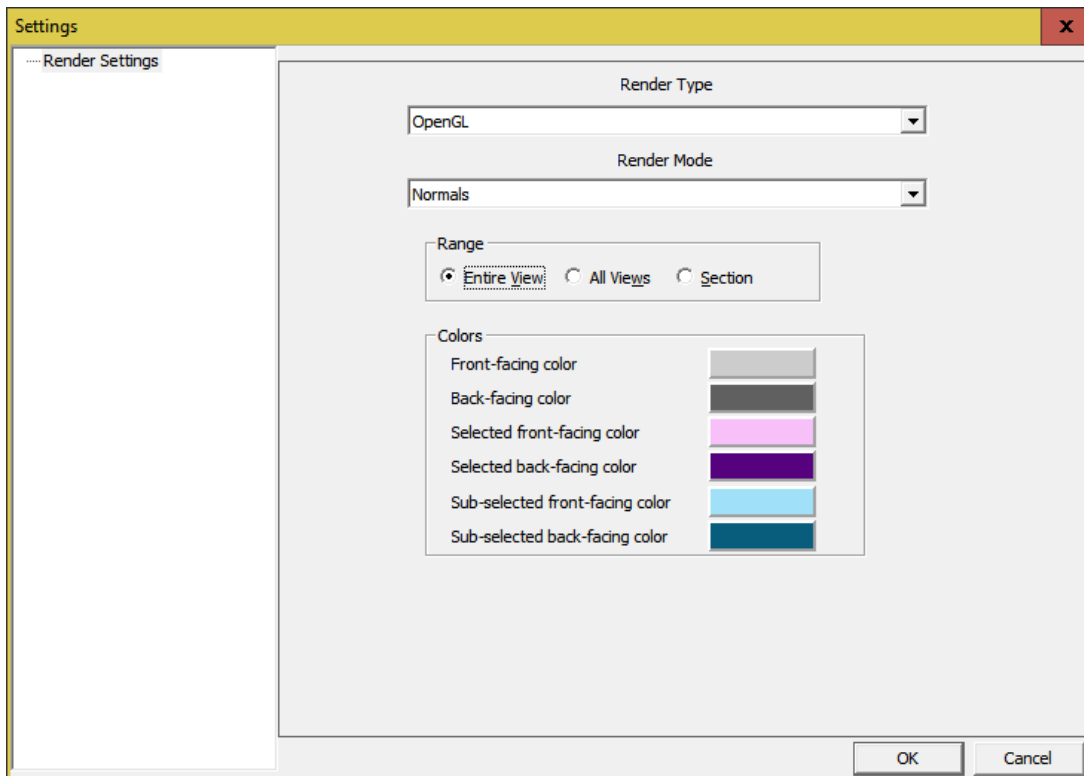 Settings
x
Render Settings
Render Type
OpenGL
Render Mode
Normals
Range
Entire View
All Views
Section
Colors
Front-facing color
Back-facing color
Selected front-facing color
Selected back-facing color
Sub-selected front-facing color
Sub-selected back-facing color
OK
Cancel